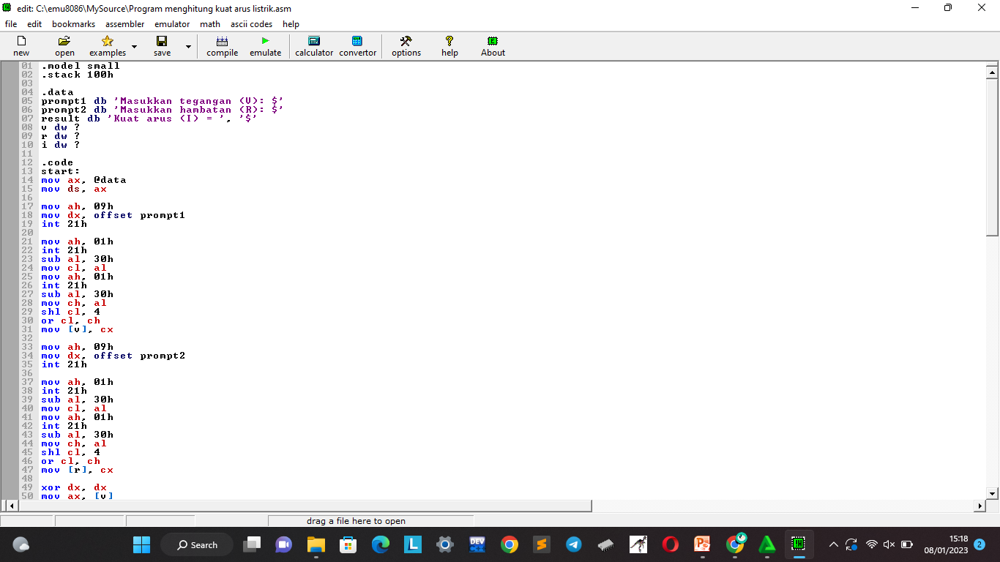 edit: C:\emu8086\MySource\Program menghitung kuat arus listrik.asm
file edit bookmarks assembler emulator math ascii codes help
new open examples save compile emulate calculator convertor options help About
01 .model small
02 .stack 100h
03
04 .data
05 prompt1 db 'Masukkan tegangan (V): $'
06 prompt2 db 'Masukkan hambatan (R): $'
07 result db 'Kuat arus (I) = ', '$'
08 v dw ?
09 r dw ?
10 i dw ?
11
12 .code
13 start:
14 mov ax, @data
15 mov ds, ax
16
17 mov ah, 09h
18 mov dx, offset prompt1
19 int 21h
20
21 mov ah, 01h
22 int 21h
23 sub al, 30h
24 mov cl, al
25 mov ah, 01h
26 int 21h
27 sub al, 30h
28 mov ch, al
29 shl cl, 4
30 or cl, ch
31 mov [v], cx
32
33 mov ah, 09h
34 mov dx, offset prompt2
35 int 21h
36
37 mov ah, 01h
38 int 21h
39 sub al, 30h
40 mov cl, al
41 mov ah, 01h
42 int 21h
43 sub al, 30h
44 mov ch, al
45 shl cl, 4
46 or cl, ch
47 mov [r], cx
48
49 xor dx, dx
50 mov ax, [v]
drag a file here to open
Search
L
DEV
C++
15:18
08/01/2023
2